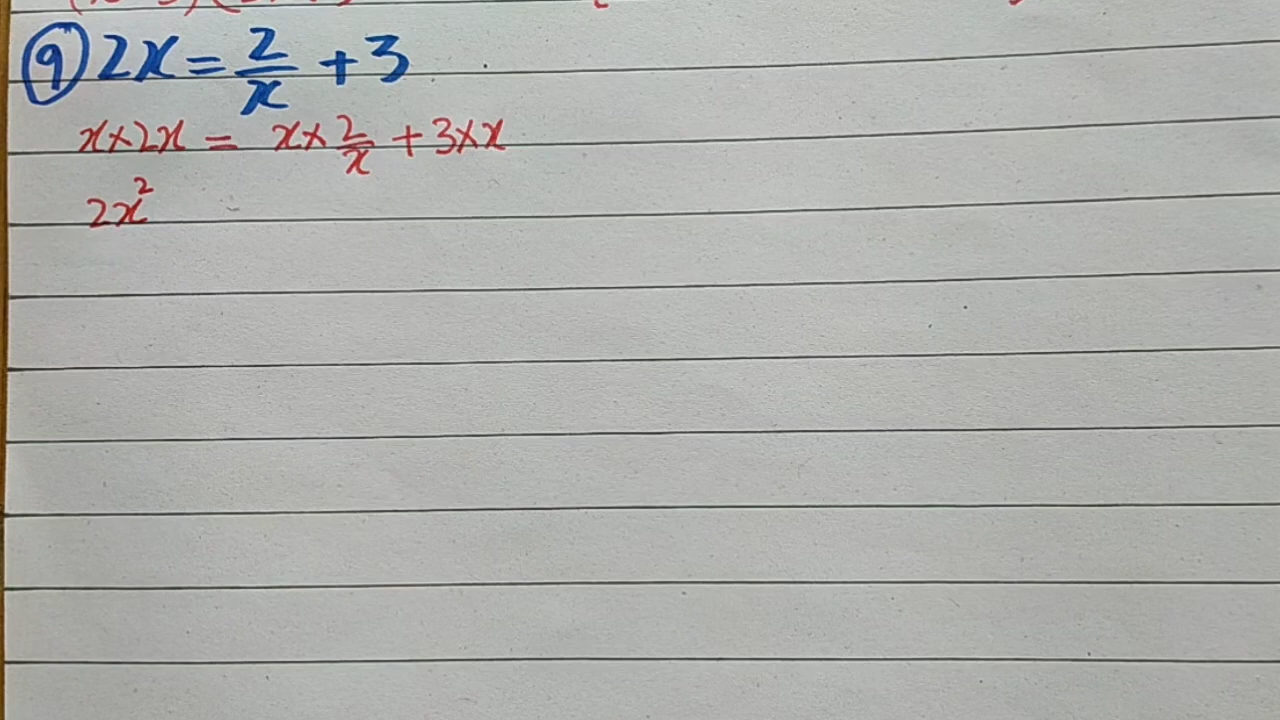 ⑨ 2x = 2/x + 3
x×2x = x×2/x + 3×x
2x²